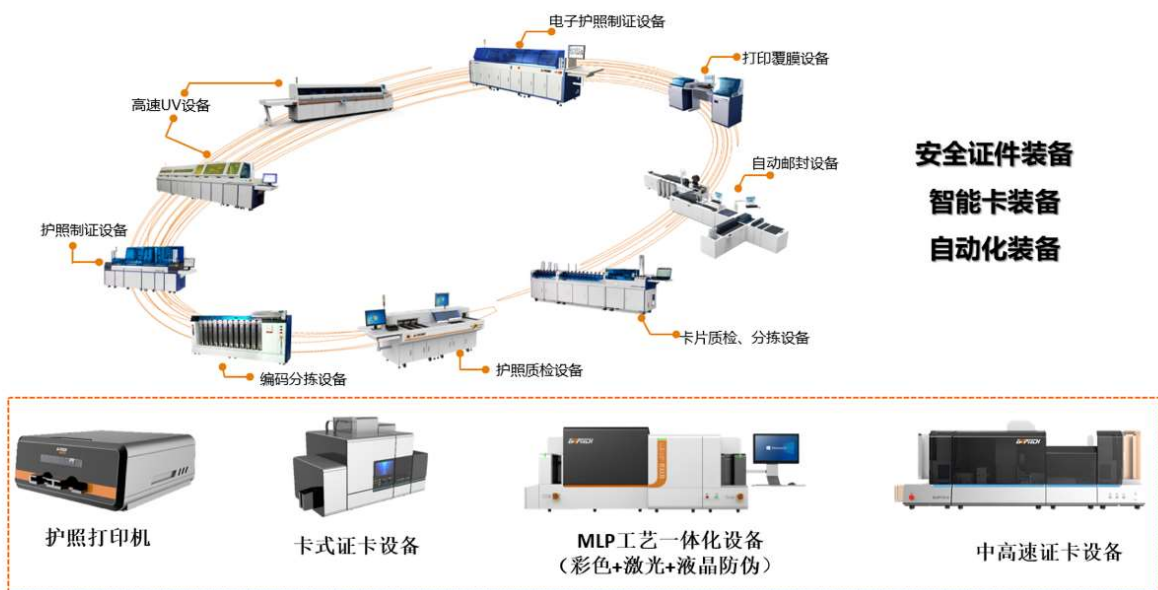 电子护照制证设备
打印覆膜设备
高速UV设备
安全证件装备
自动邮封设备
智能卡装备
护照制证设备
自动化装备
卡片质检、分拣设备
护照质检设备
编码分拣设备
护照打印机
卡式证卡设备
MLP工艺一体化设备
（彩色+激光+液晶防伪）
中高速证卡设备